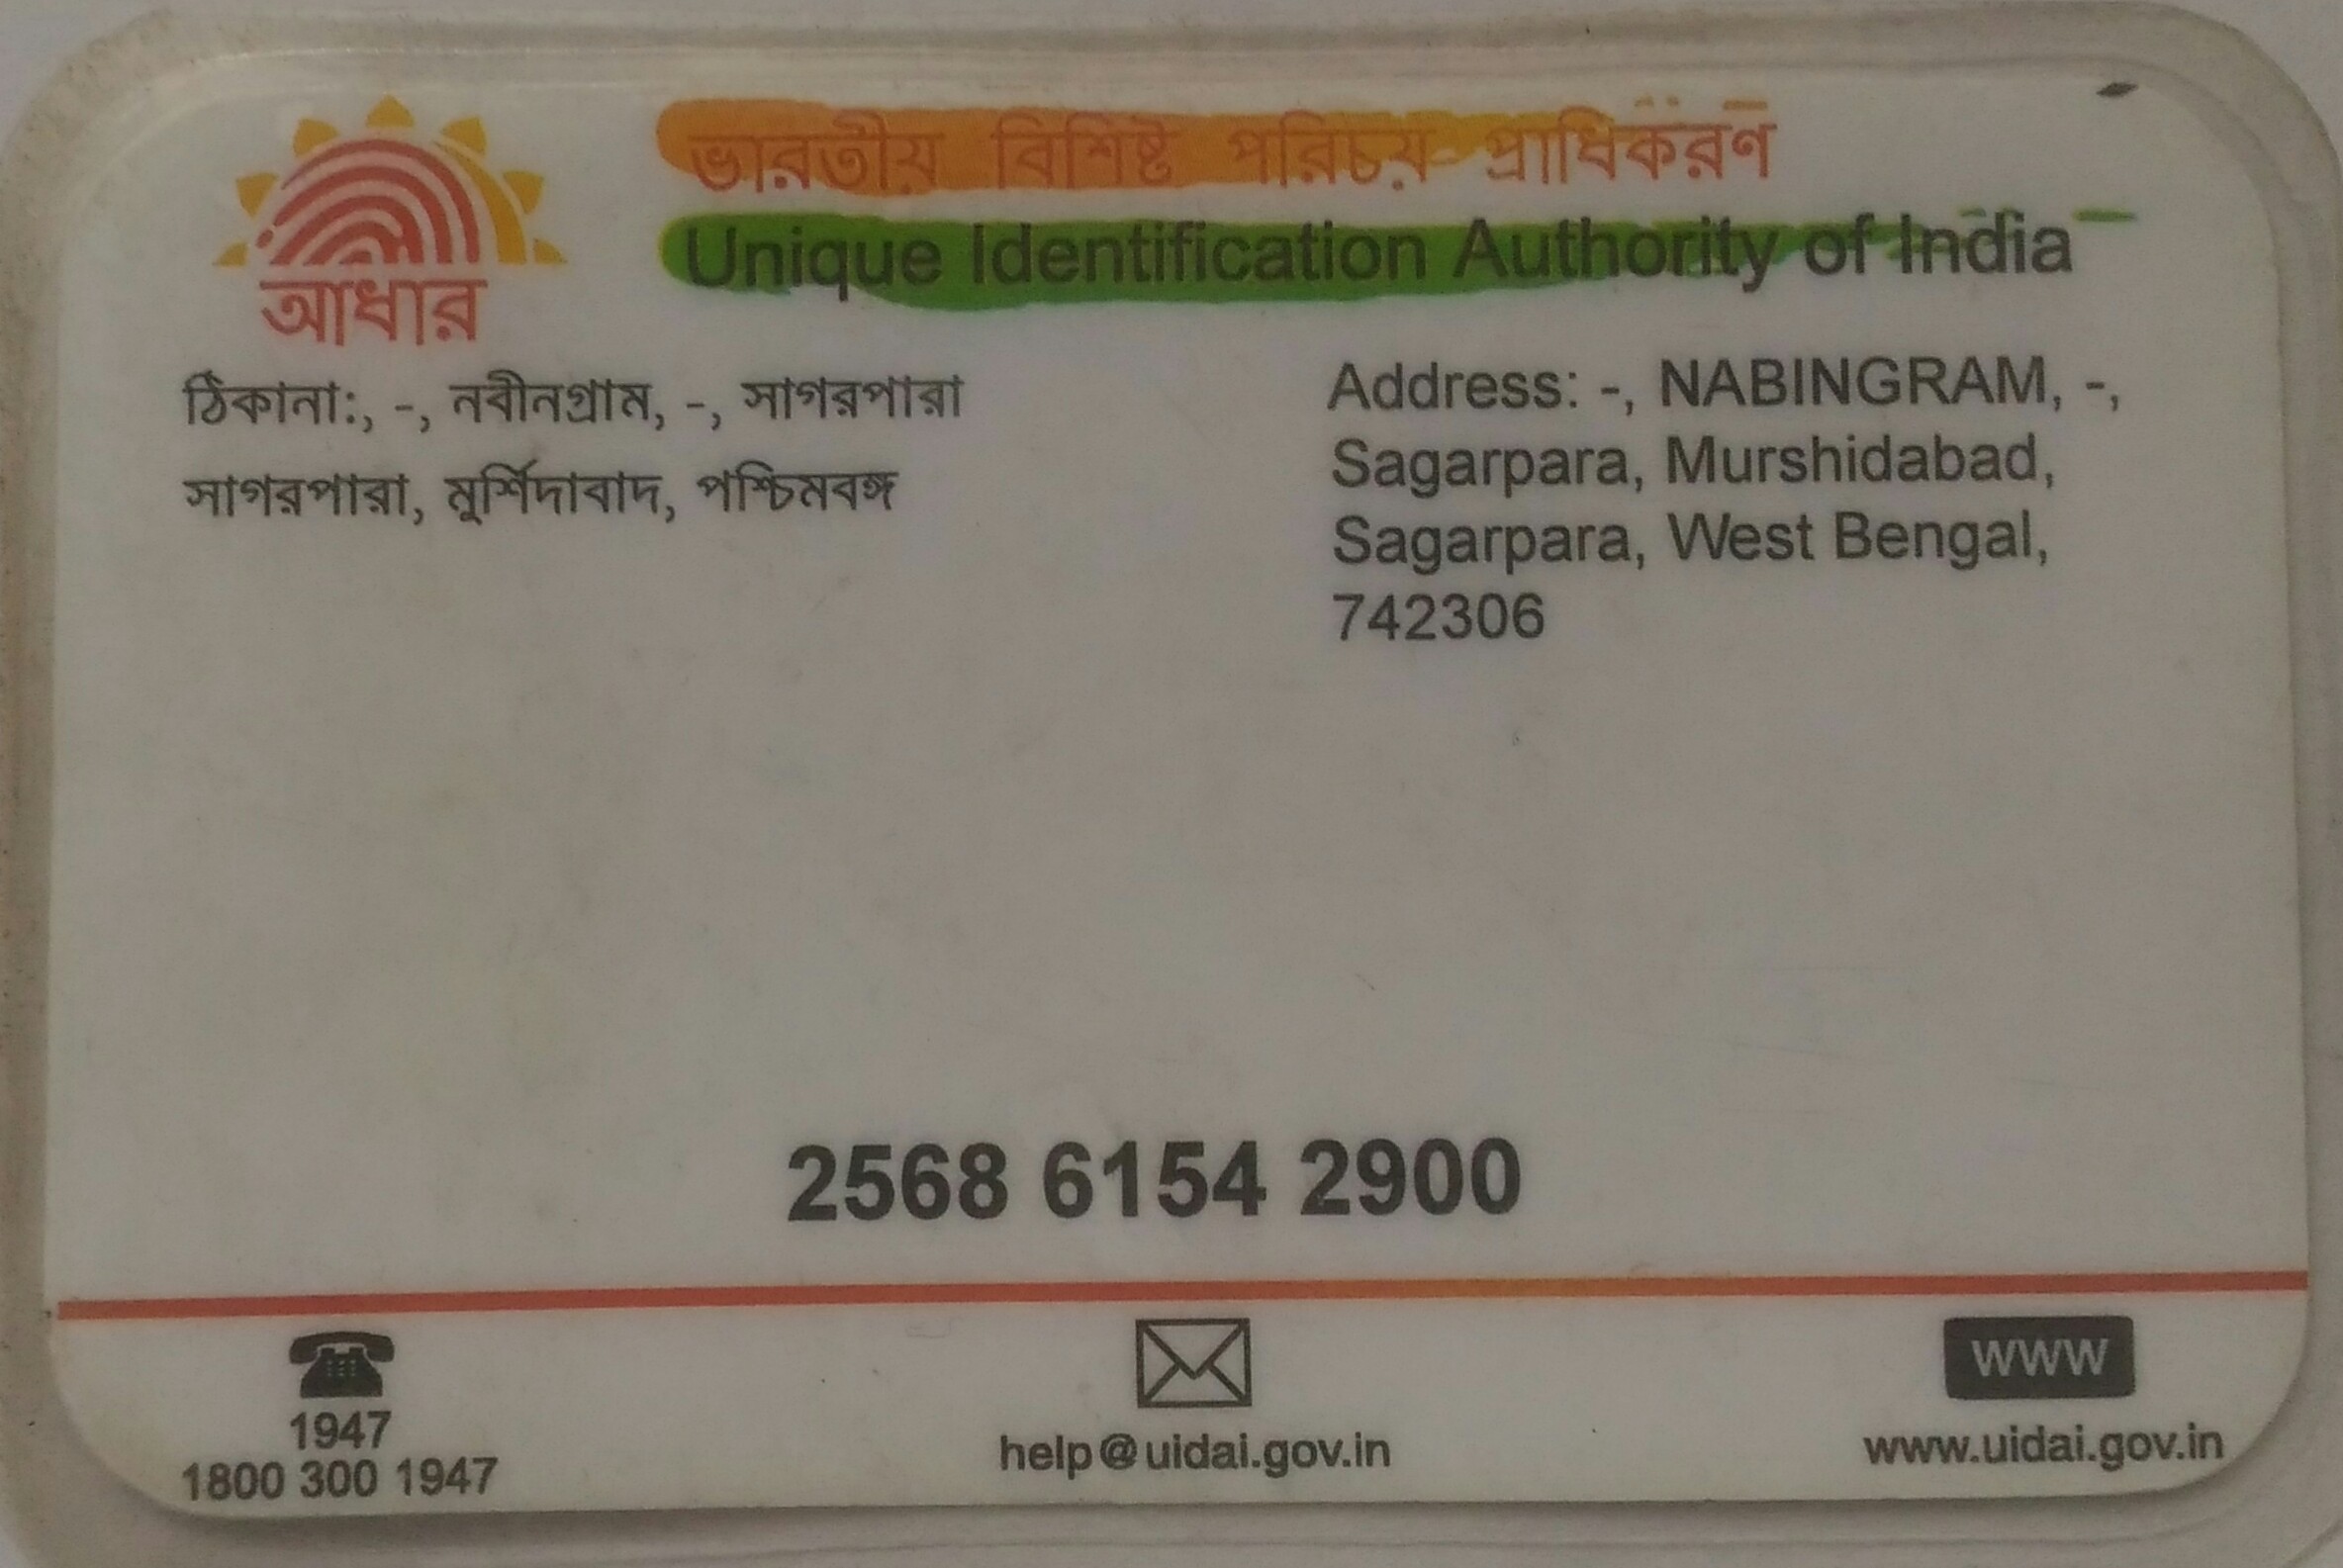 ভারতীয় বিশিষ্ট পরিচয় প্রাধিকরণ
Unique Identification Authority of India
আধার
ঠিকানা:, -, নবীনগ্রাম, -, সাগরপারা
সাগরপারা, মুর্শিদাবাদ, পশ্চিমবঙ্গ
Address: -, NABINGRAM, -,
Sagarpara, Murshidabad,
Sagarpara, West Bengal,
742306
2568 6154 2900
1947
1800 300 1947
help@uidai.gov.in
www
www.uidai.gov.in